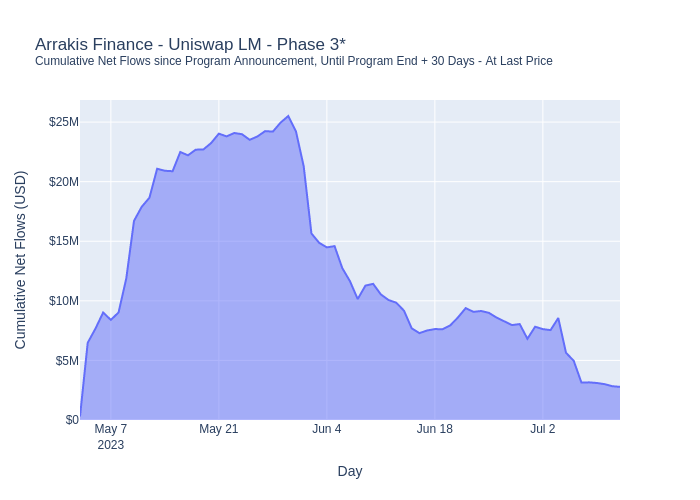 Arrakis Finance - Uniswap LM - Phase 3*
Cumulative Net Flows since Program Announcement, Until Program End + 30 Days - At Last Price
Cumulative Net Flows (USD)
$25M
$20M
$15M
$10M
$5M
$0
May 7
2023
May 21
Jun 4
Jun 18
Jul 2
Day